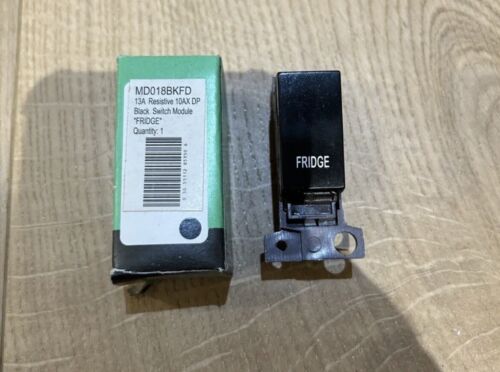 MD018BKFD
13A Resistive 10AX DP
Black Switch Module
"FRIDGE"
Quantity: 1
FRIDGE